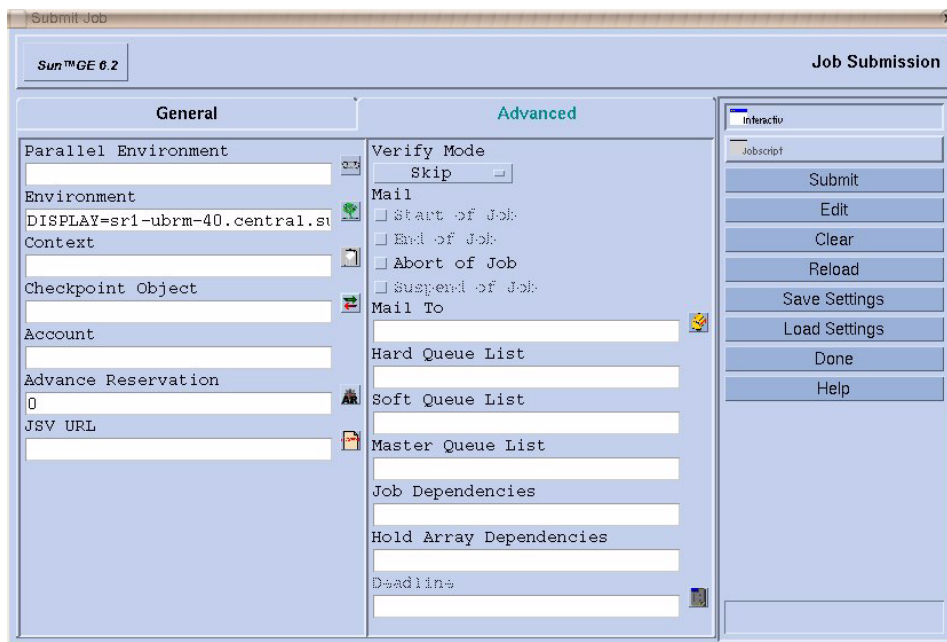 Submit Job
Sun™GE 6.2
Job Submission
General
Advanced
Parallel Environment
Environment
DISPLAY=sr1-ubrm-40.central.su
Context
Checkpoint Object
Account
Advance Reservation
0
AR
JSV URL
Verify Mode
Skip
Mail
Start of Job
End of Job
Abort of Job
Suspend of Job
Mail To
Hard Queue List
Soft Queue List
Master Queue List
Job Dependencies
Hold Array Dependencies
Deadline
Interactiv
Jobscript
Submit
Edit
Clear
Reload
Save Settings
Load Settings
Done
Help